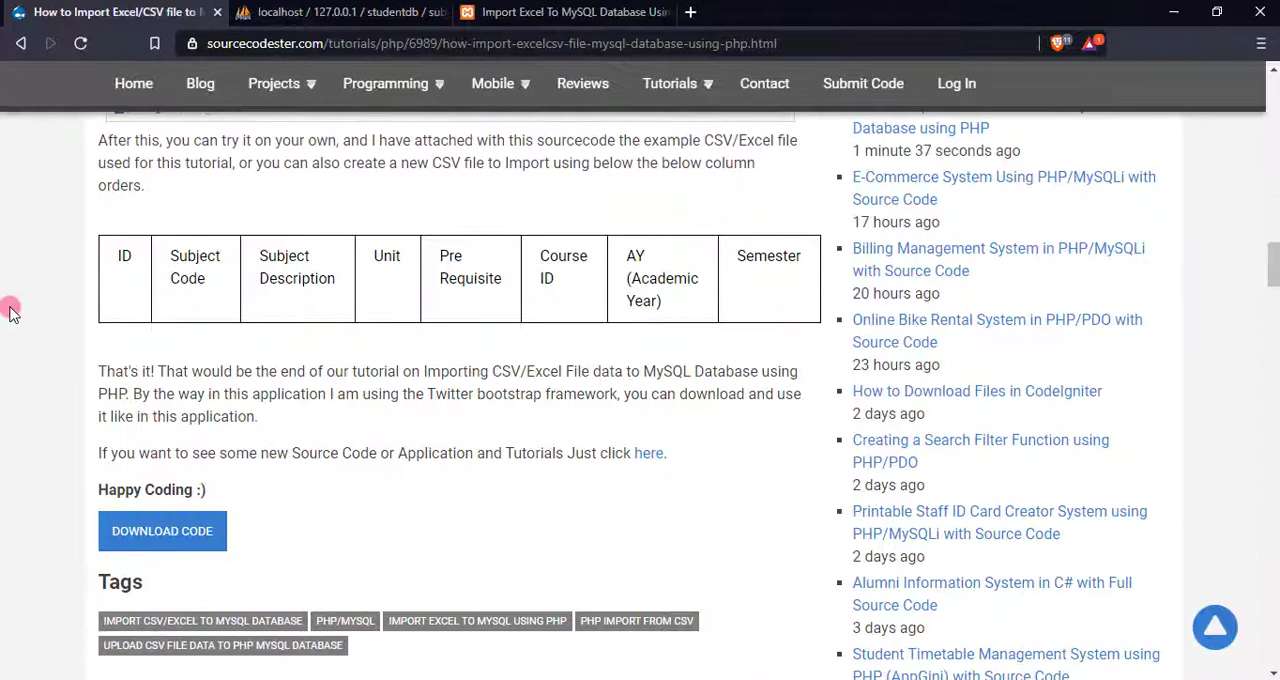 How to Import Excel/CSV file to M
localhost / 127.0.0.1 / studentdb / sub
Import Excel To MySQL Database Usin
sourcecodester.com/tutorials/php/6989/how-import-excelcsv-file-mysql-database-using-php.html
11
1
Home Blog Projects Programming Mobile Reviews Tutorials Contact Submit Code Log In
After this, you can try it on your own, and I have attached with this sourcecode the example CSV/Excel file
used for this tutorial, or you can also create a new CSV file to Import using below the below column
orders.
ID
Subject
Code
Subject
Description
Unit
Pre
Requisite
Course
ID
AY
(Academic
Year)
Semester
That's it! That would be the end of our tutorial on Importing CSV/Excel File data to MySQL Database using
PHP. By the way in this application I am using the Twitter bootstrap framework, you can download and use
it like in this application.
If you want to see some new Source Code or Application and Tutorials Just click here.
Happy Coding :)
DOWNLOAD CODE
Tags
IMPORT CSV/EXCEL TO MYSQL DATABASE PHP/MYSQL IMPORT EXCEL TO MYSQL USING PHP PHP IMPORT FROM CSV
UPLOAD CSV FILE DATA TO PHP MYSQL DATABASE
Database using PHP
1 minute 37 seconds ago
E-Commerce System Using PHP/MySQLi with
Source Code
17 hours ago
Billing Management System in PHP/MySQLi
with Source Code
20 hours ago
Online Bike Rental System in PHP/PDO with
Source Code
23 hours ago
How to Download Files in CodeIgniter
2 days ago
Creating a Search Filter Function using
PHP/PDO
2 days ago
Printable Staff ID Card Creator System using
PHP/MySQLi with Source Code
2 days ago
Alumni Information System in C# with Full
Source Code
3 days ago
Student Timetable Management System using
PHP (AppGini) with Source Code